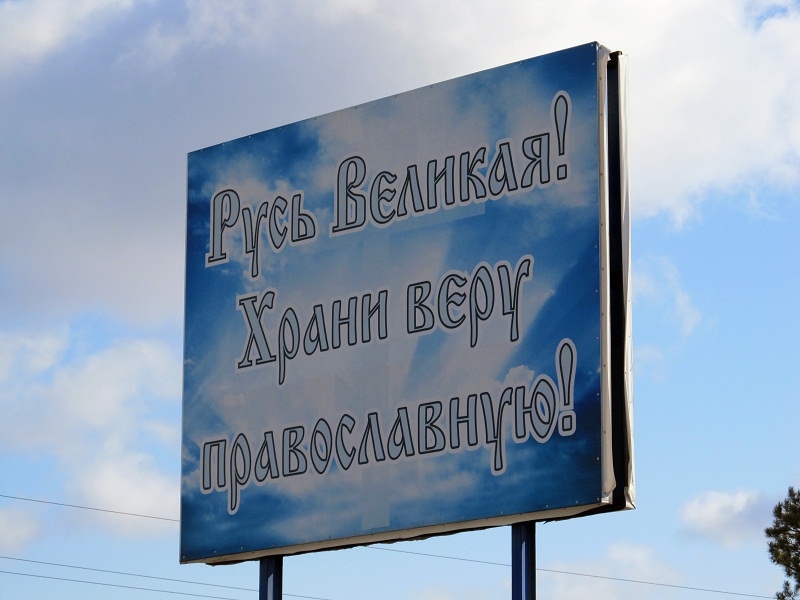 Русь Великая!
Храни веру
православную!